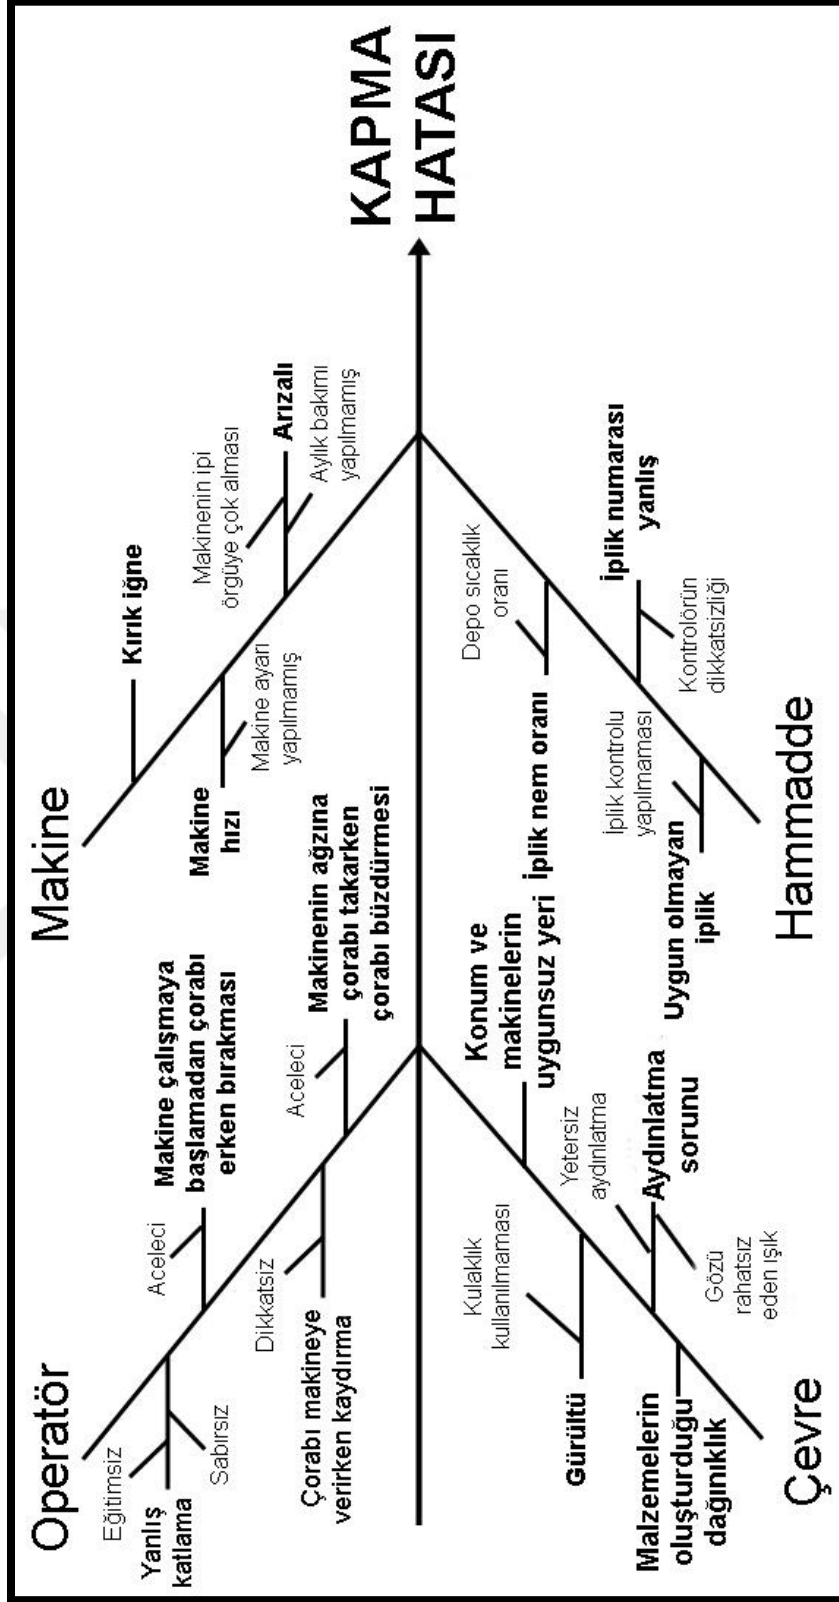 Operatör
Eğitimsiz
Yanlış
katlama
Sabırsız
Aceleci
Makine çalışmaya
başlamadan çorabı
erken bırakması
Dikkatsiz
Çorabı makineye
verirken kaydırma
Aceleci
Makinenin ağzına
çorabı takarken
çorabı büzdürmesi
Makine
Kırık iğne
Makine
hızı
Makine ayarı
yapılmamış
Makinenin ipi
örgüye çok alması
Arızalı
Aylık bakımı
yapılmamış
KAPMA
HATASI
Çevre
Konum ve
makinelerin
uygunsuz yeri
Kulaklık
kullanılmaması
Gürültü
Yetersiz
aydınlatma
Aydınlatma
sorunu
Gözü
rahatsız
eden ışık
Malzemelerin
oluşturduğu
dağınıklık
Hammadde
Depo sıcaklık
oranı
İplik nem oranı
İplik numarası
yanlış
Kontrolörün
dikkatsizliği
İplik kontrolu
yapılmaması
Uygun olmayan
iplik